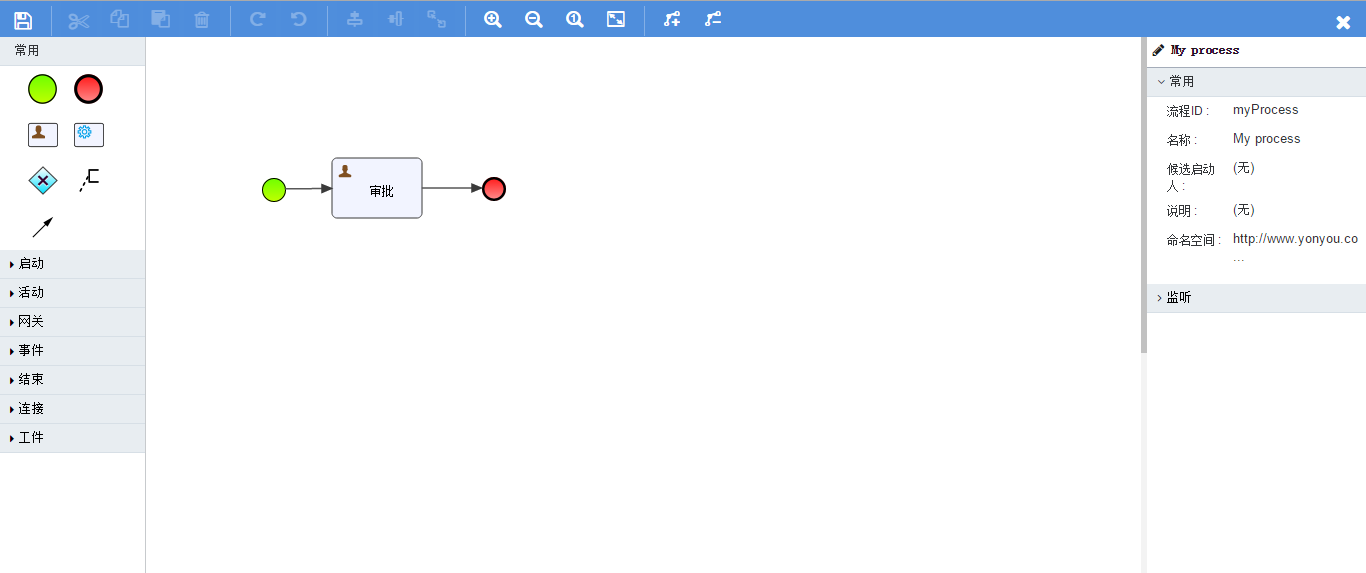 常用
启动
活动
网关
事件
结束
连接
工件
审批
My process
常用
流程ID : myProcess
名称 : My process
候选启动 (无)
人 :
说明 : (无)
命名空间 : http://www.yonyou.co
...
监听